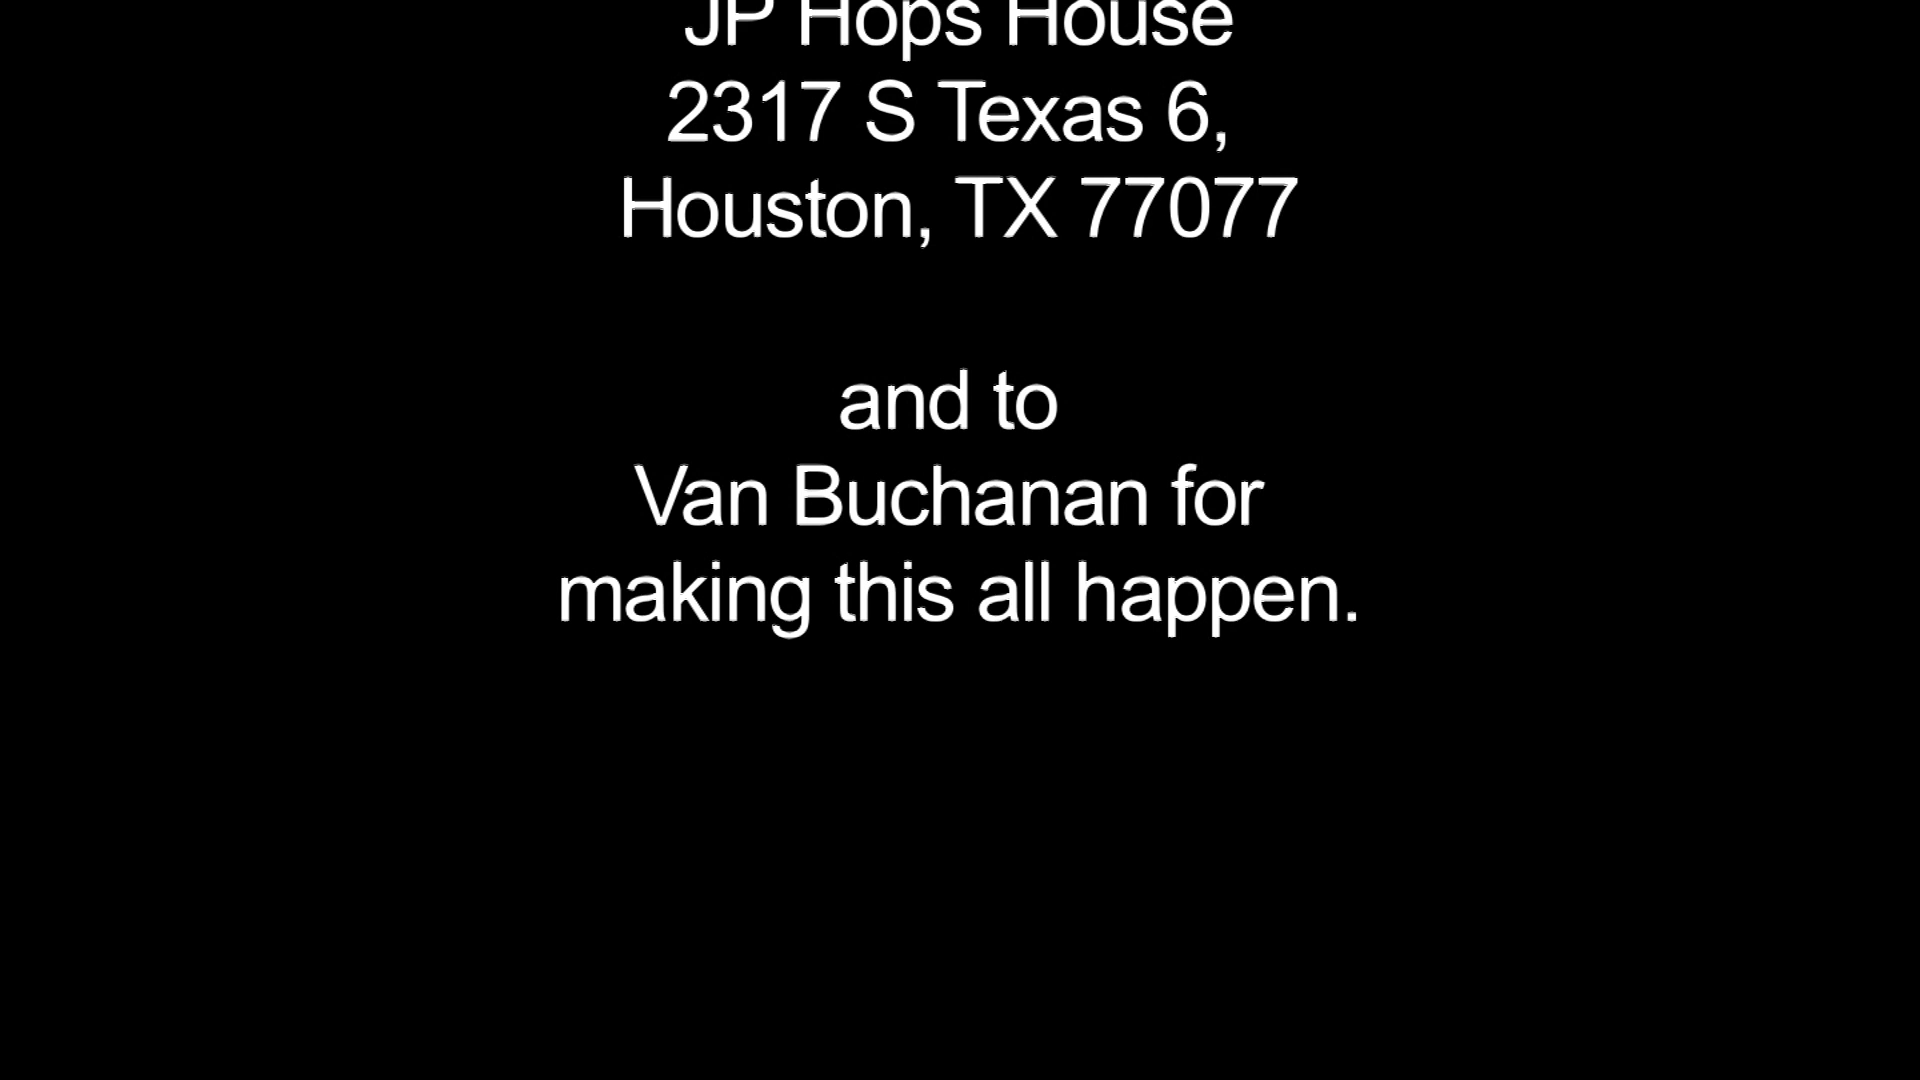 JP Hops House
2317 S Texas 6,
Houston, TX 77077
and to
Van Buchanan for
making this all happen.